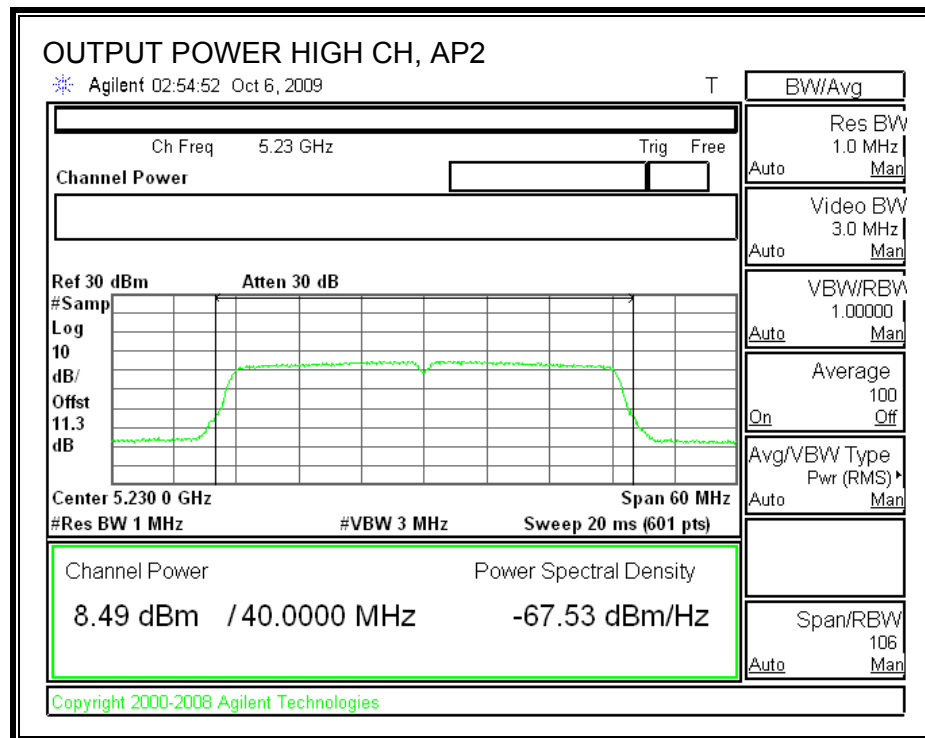 OUTPUT POWER HIGH CH, AP2
Agilent 02:54:52 Oct 6, 2009 T
Ch Freq 5.23 GHz Trig Free
Channel Power
Ref 30 dBm Atten 30 dB
#Samp
Log
10
dB/
Offst
11.3
dB
Center 5.230 0 GHz Span 60 MHz
#Res BW 1 MHz #VBW 3 MHz Sweep 20 ms (601 pts)
Channel Power Power Spectral Density
8.49 dBm / 40.0000 MHz -67.53 dBm/Hz
Copyright 2000-2008 Agilent Technologies
BW/Avg
Res BW
1.0 MHz
Auto Man
Video BW
3.0 MHz
Auto Man
VBW/RBW
1.00000
Auto Man
Average
100
On Off
Avg/VBW Type
Pwr (RMS)
Auto Man
Span/RBW
106
Auto Man